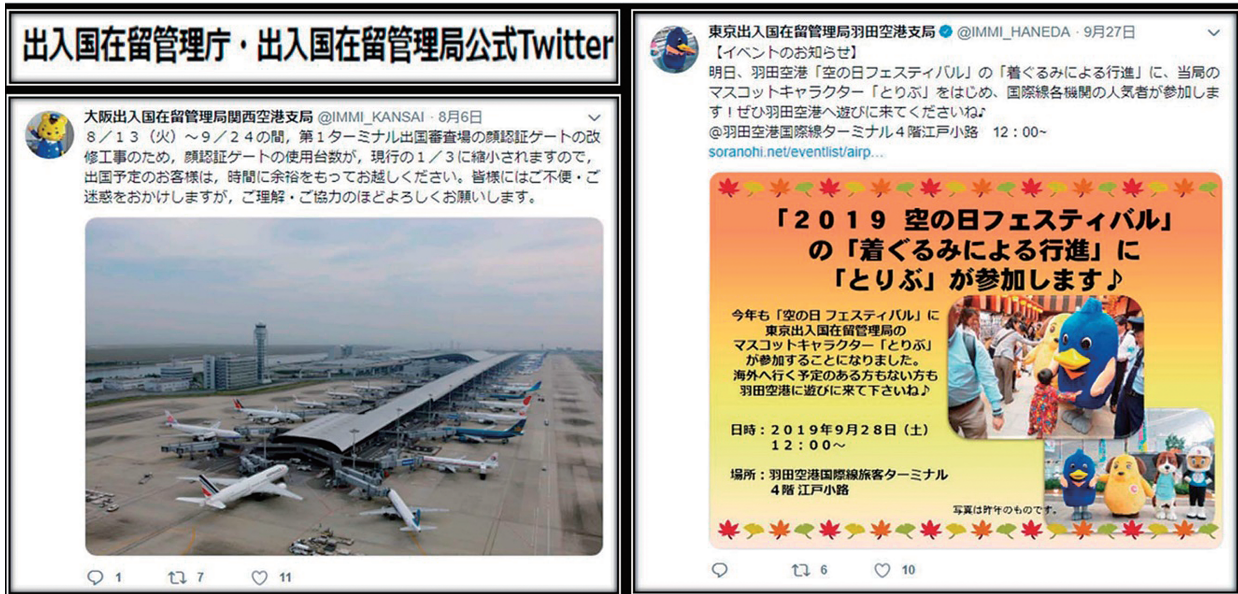 出入国在留管理庁・出入国在留管理局公式Twitter
大阪出入国在留管理局関西空港支局 @IMMI_KANSAI · 8月6日
8/13(火)~9/24の間,第1ターミナル出国審査場の顔認証ゲートの改
修工事のため,顔認証ゲートの使用台数が,現行の1/3に縮小されますので,
出国予定のお客様は,時間に余裕をもってお越しください。皆様にはご不便・ご
迷惑をおかけしますが,ご理解・ご協力のほどよろしくお願いします。
1 7 11
東京出入国在留管理局羽田空港支局 @IMMI_HANEDA · 9月27日
【イベントのお知らせ】
明日、羽田空港「空の日フェスティバル」の「着ぐるみによる行進」に、当局の
マスコットキャラクター「とりぶ」をはじめ、国際線各機関の人気者が参加しま
す!ぜひ羽田空港へ遊びに来てくださいね♪
@羽田空港国際線ターミナル4階江戸小路 12:00~
soranohi.net/eventlist/airp…
「2019 空の日フェスティバル」
の「着ぐるみによる行進」に
「とりぶ」が参加します♪
今年も「空の日 フェスティバル」に
東京出入国在留管理局の
マスコットキャラクター「とりぶ」
が参加することになりました。
海外へ行く予定のある方もない方も
羽田空港に遊びに来て下さいね♪
日時:2019年9月28日(土)
12:00~
場所:羽田空港国際線旅客ターミナル
4階 江戸小路
写真は昨年のものです。
6 10